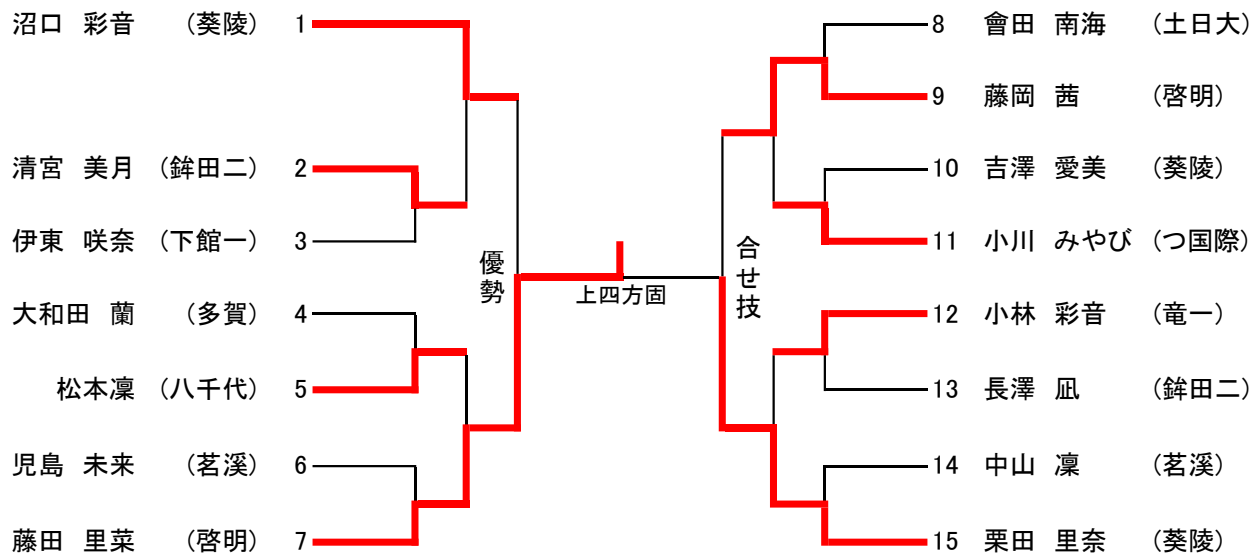 沼口 彩音 (葵陵) 1
清宮 美月 (鉾田二) 2
伊東 咲奈 (下館一) 3
大和田 蘭 (多賀) 4
松本凜 (八千代) 5
児島 未来 (茗溪) 6
藤田 里菜 (啓明) 7
優勢
上四方固
合せ技
8 會田 南海 (土日大)
9 藤岡 茜 (啓明)
10 吉澤 愛美 (葵陵)
11 小川 みやび (つ国際)
12 小林 彩音 (竜一)
13 長澤 凪 (鉾田二)
14 中山 凜 (茗溪)
15 栗田 里奈 (葵陵)